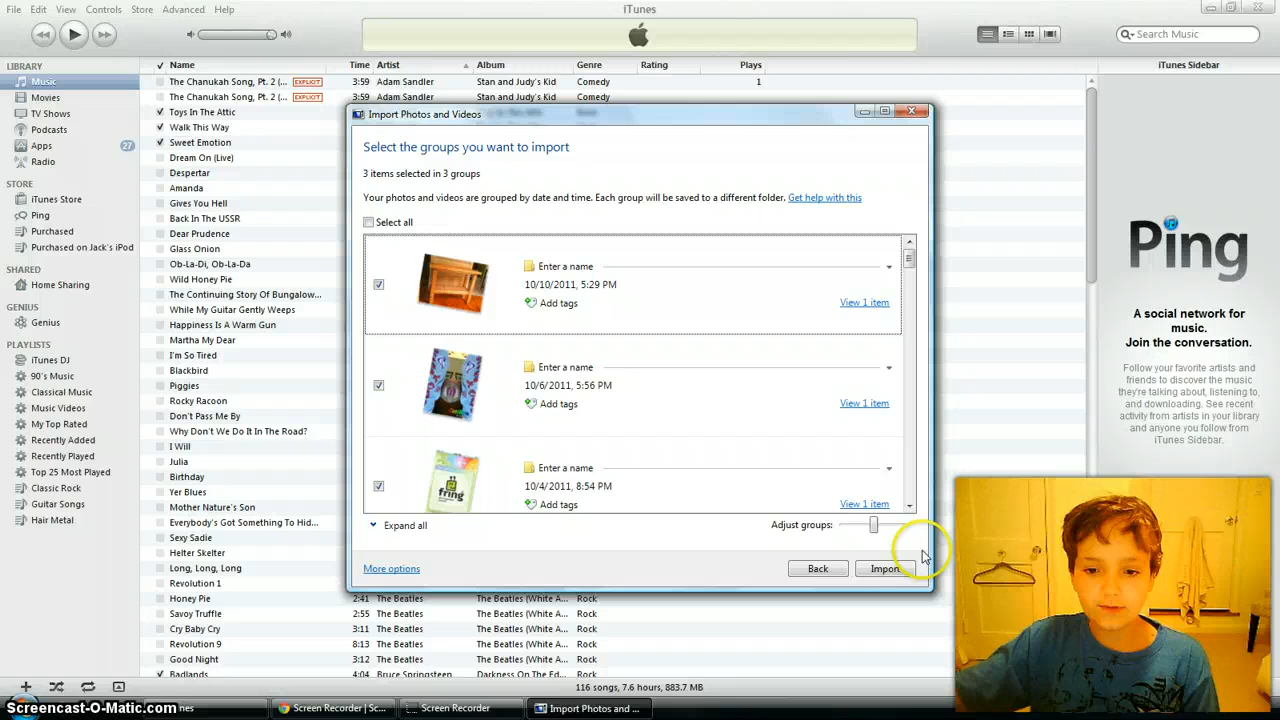 File Edit View Controls Store Advanced Help
iTunes
Search Music
LIBRARY
Music
Movies
TV Shows
Podcasts
Apps 27
Radio
STORE
iTunes Store
Ping
Purchased
Purchased on Jack's iPod
SHARED
Home Sharing
GENIUS
Genius
PLAYLISTS
iTunes DJ
90's Music
Classical Music
Music Videos
My Top Rated
Recently Added
Recently Played
Top 25 Most Played
Classic Rock
Guitar Songs
Hair Metal
Name Time Artist Album Genre Rating Plays
The Chanukah Song, Pt. 2 (... EXPLICIT 3:59 Adam Sandler Stan and Judy's Kid Comedy 1
The Chanukah Song, Pt. 2 (... EXPLICIT 3:59 Adam Sandler Stan and Judy's Kid Comedy
Toys In The Attic
Walk This Way
Sweet Emotion
Dream On (Live)
Despertar
Amanda
Gives You Hell
Back In The USSR
Dear Prudence
Glass Onion
Ob-La-Di, Ob-La-Da
Wild Honey Pie
The Continuing Story Of Bungalow...
While My Guitar Gently Weeps
Happiness Is A Warm Gun
Martha My Dear
I'm So Tired
Blackbird
Piggies
Rocky Racoon
Don't Pass Me By
Why Don't We Do It In The Road?
I Will
Julia
Birthday
Yer Blues
Mother Nature's Son
Everybody's Got Something To Hid...
Sexy Sadie
Helter Skelter
Long, Long, Long
Revolution 1
Honey Pie 2:41 The Beatles The Beatles (White A... Rock
Savoy Truffle 2:55 The Beatles The Beatles (White A... Rock
Cry Baby Cry 3:11 The Beatles The Beatles (White A... Rock
Revolution 9 8:13 The Beatles The Beatles (White A... Rock
Good Night 3:12 The Beatles The Beatles (White A... Rock
Badlands 4:04 Bruce Springsteen Darkness On The Ed... Rock
Import Photos and Videos
Select the groups you want to import
3 items selected in 3 groups
Your photos and videos are grouped by date and time. Each group will be saved to a different folder. Get help with this
Select all
Enter a name
10/10/2011, 5:29 PM
Add tags View 1 item
Enter a name
10/6/2011, 5:56 PM
Add tags View 1 item
fring
Enter a name
10/4/2011, 8:54 PM
Add tags View 1 item
Expand all Adjust groups:
More options Back Import
iTunes Sidebar
Ping
A social network for
music.
Join the conversation.
Follow your favorite artists and
friends to discover the music
they're talking about, listening to,
and downloading. See recent
activity from artists in your library
and anyone you follow from
iTunes Sidebar.
116 songs, 7.6 hours, 883.7 MB
Screencast-O-Matic.com
Screen Recorder | Sc... Screen Recorder Import Photos and ...